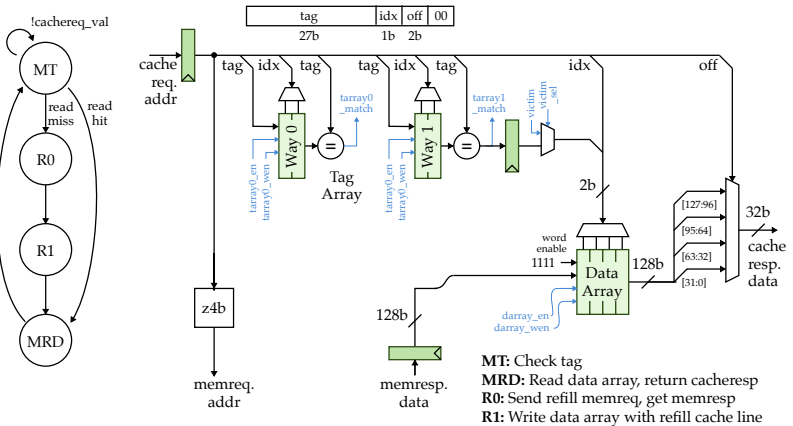 tag idx off 00
27b 1b 2b
!cachereq_val
MT
read
miss
read
hit
R0
R1
MRD
cache
req.
addr
tag idx tag
tag idx tag
idx
off
Way 0
=
tarray0
_match
tarray0_en
tarray0_wen
Tag
Array
Way 1
=
tarray1
_match
tarray1_en
tarray0_wen
victim
victim
_sel
2b
word
enable
1111
Data
Array
darray_en
darray_wen
128b
128b
[127:96]
[95:64]
[63:32]
[31:0]
32b
cache
resp.
data
z4b
memreq.
addr
memresp.
data
MT: Check tag
MRD: Read data array, return cacheresp
R0: Send refill memreq, get memresp
R1: Write data array with refill cache line